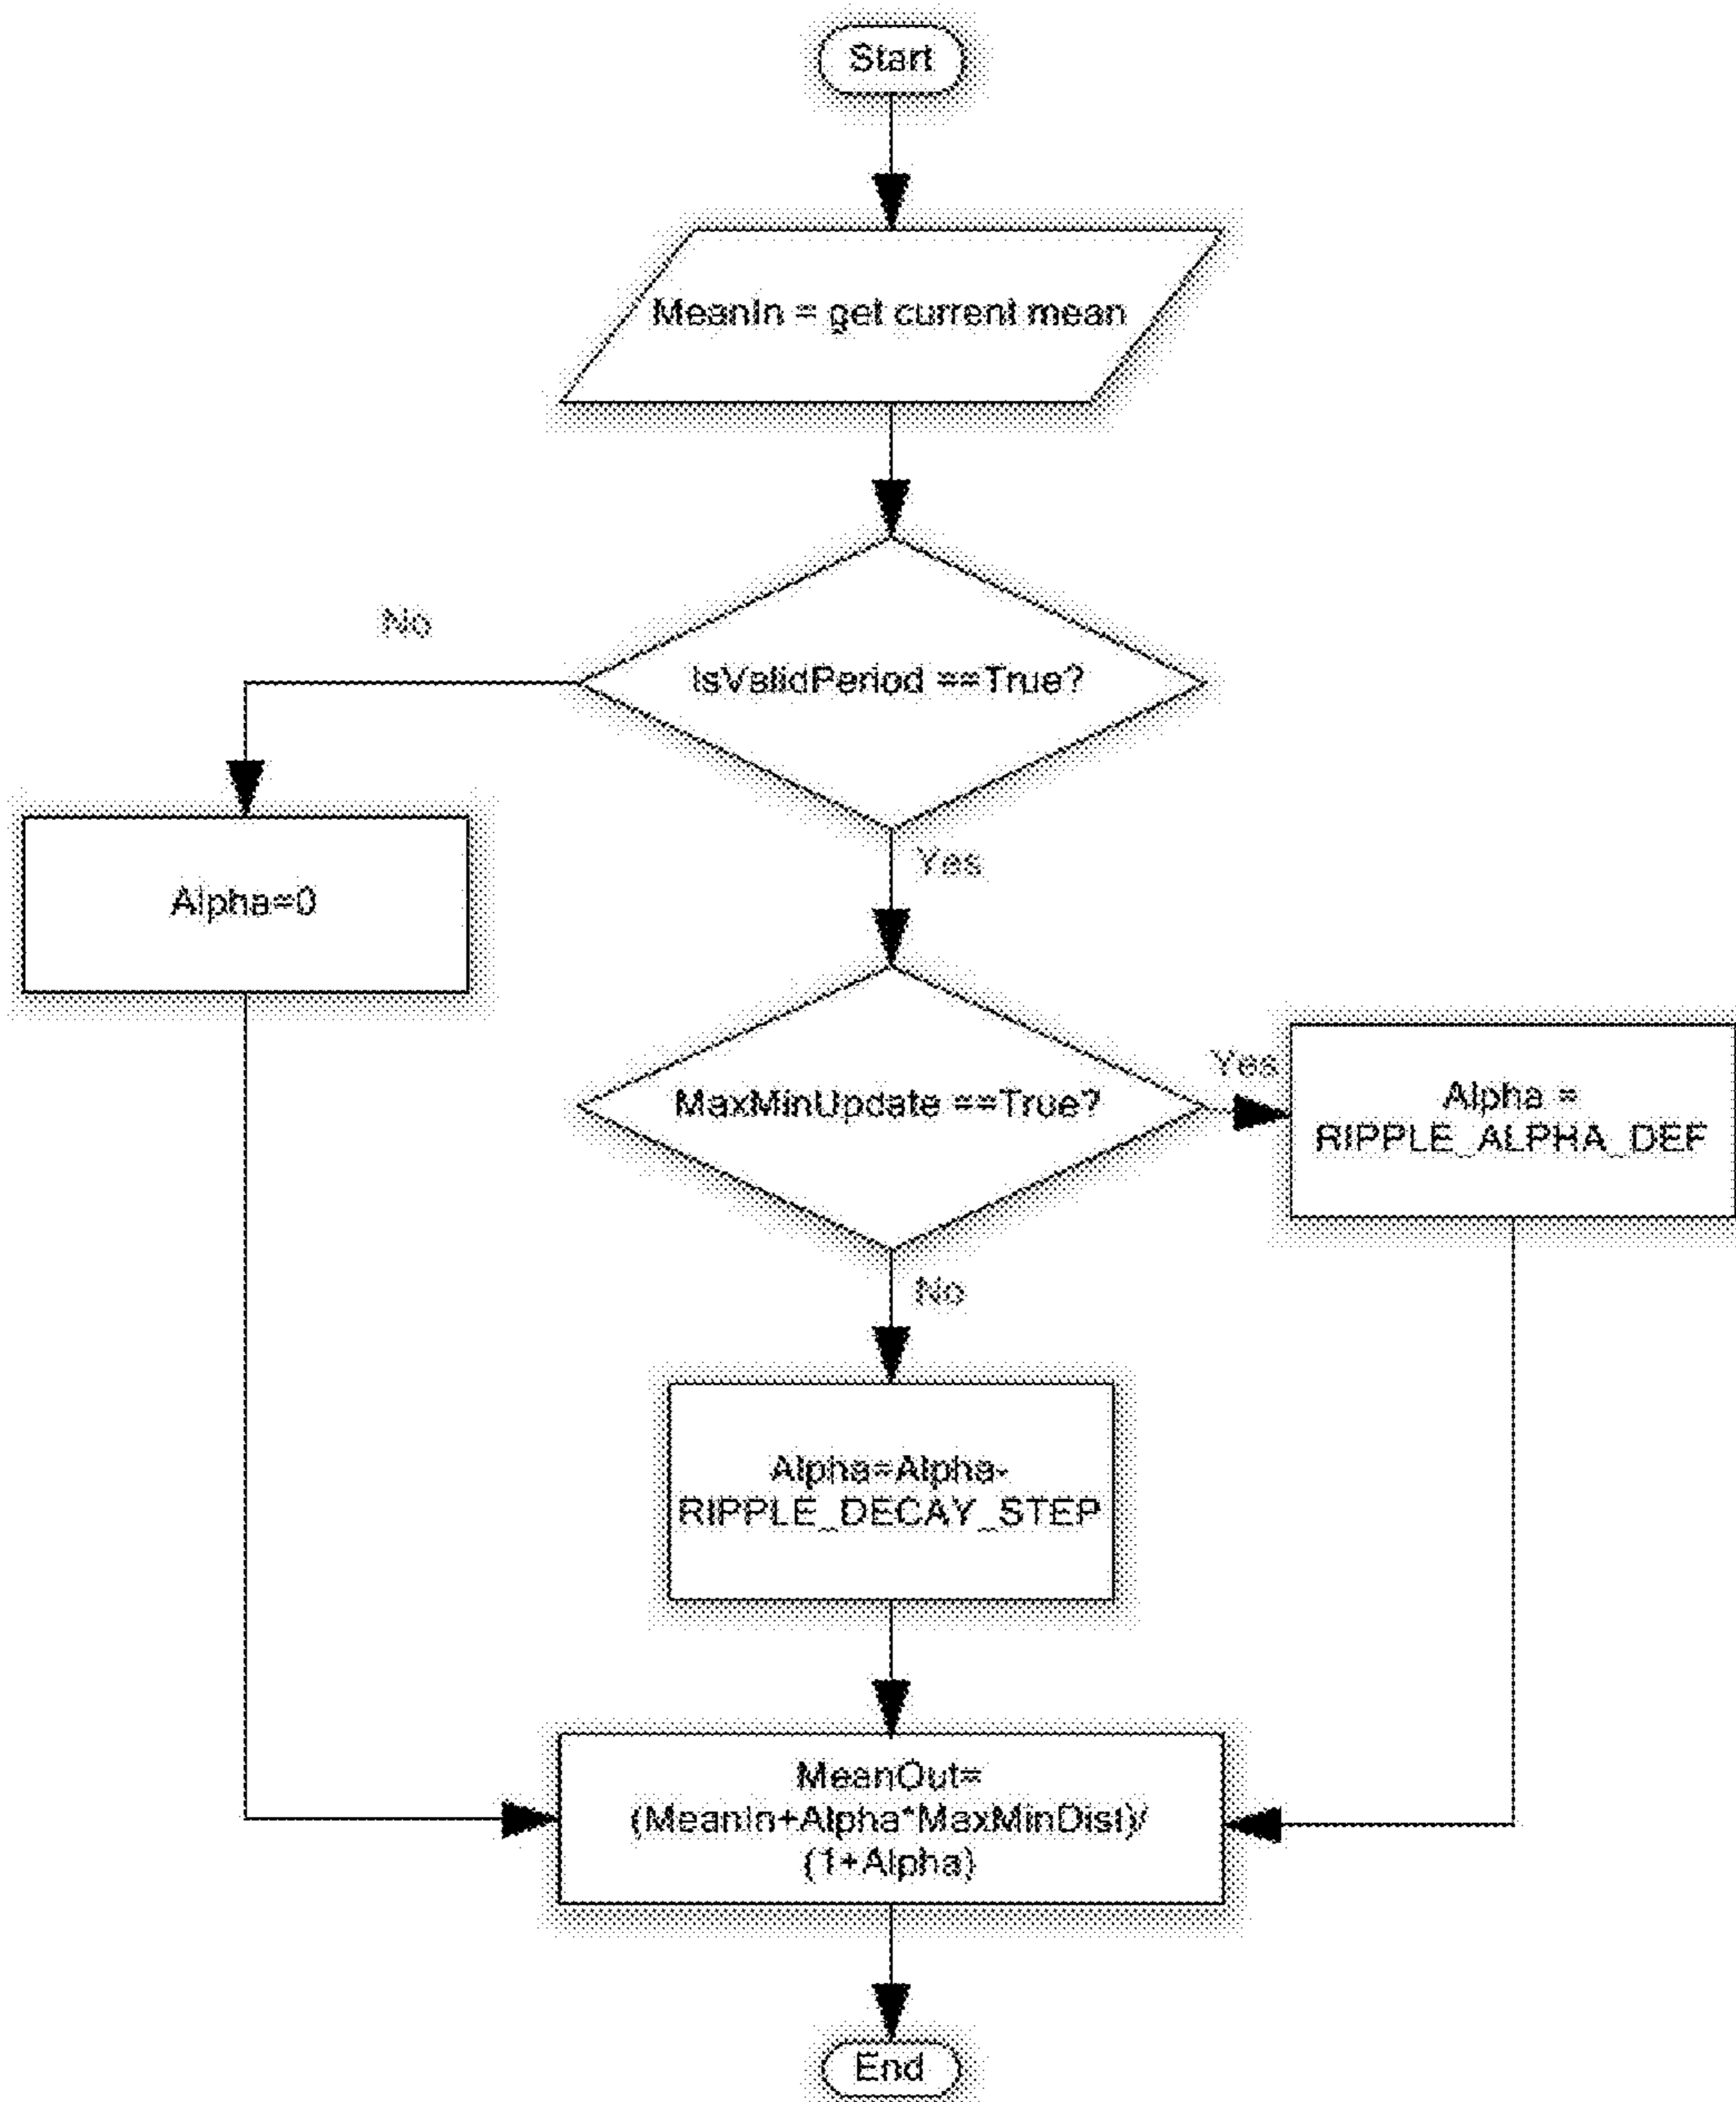 Start
MeanIn = get current mean
IsValidPeriod ==True?
No
Yes
Alpha=0
MaxMinUpdate ==True?
Yes
Alpha =
RIPPLE_ALPHA_DEF
No
Alpha=Alpha-
RIPPLE_DECAY_STEP
MeanOut=
(MeanIn+Alpha*MaxMinDist)/
(1+Alpha)
End